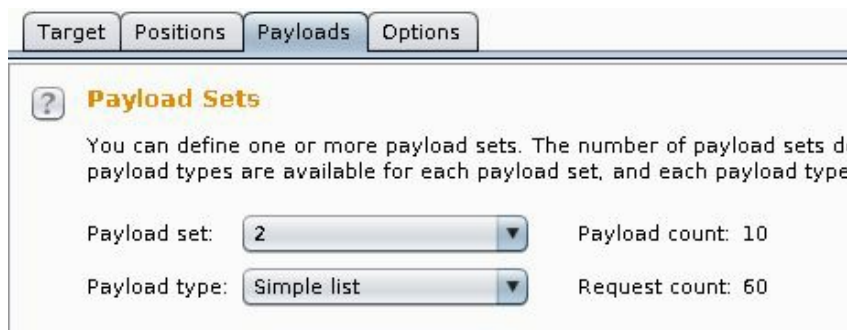 Target Positions Payloads Options
? Payload Sets
You can define one or more payload sets. The number of payload sets
payload types are available for each payload set, and each payload type
Payload set: 2 Payload count: 10
Payload type: Simple list Request count: 60